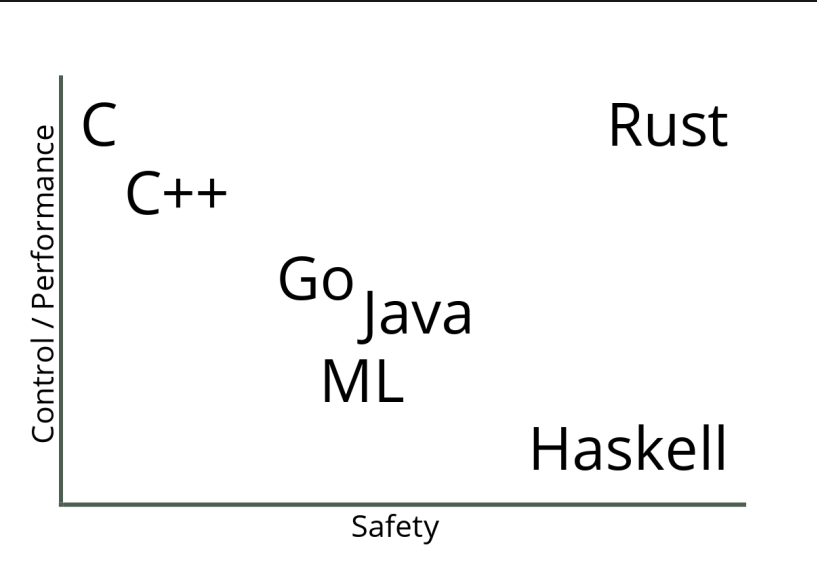 C
Rust
C++
Go
Java
ML
Haskell
Control / Performance
Safety